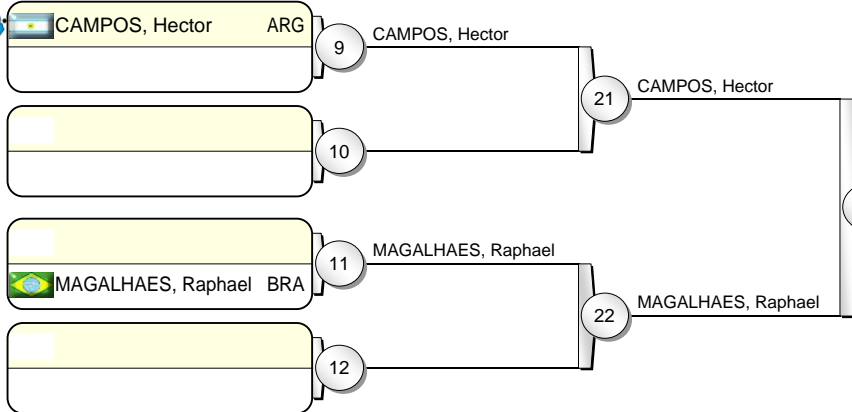 CAMPOS, Hector ARG
9
CAMPOS, Hector
21
CAMPOS, Hector
10
11
MAGALHAES, Raphael
MAGALHAES, Raphael BRA
22
MAGALHAES, Raphael
12